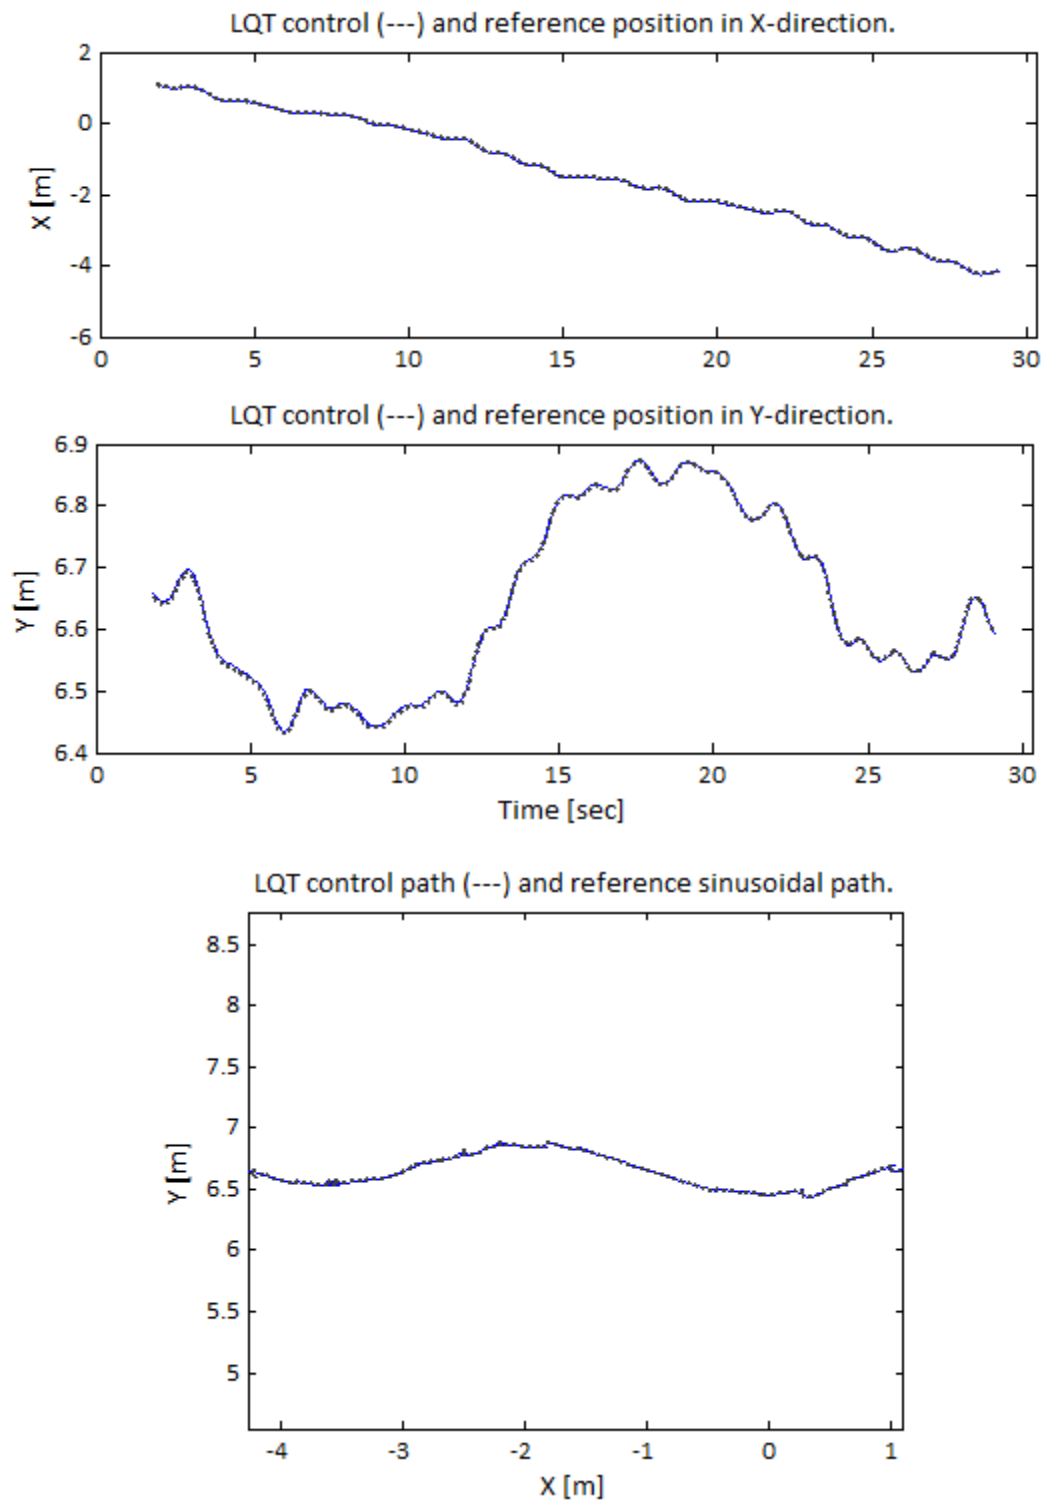 LQT control (---) and reference position in X-direction.
2
0
-2
-4
-6
X [m]
0 5 10 15 20 25 30
LQT control (---) and reference position in Y-direction.
6.9
6.8
6.7
6.6
6.5
6.4
Y [m]
0 5 10 15 20 25 30
Time [sec]
LQT control path (---) and reference sinusoidal path.
8.5
8
7.5
7
6.5
6
5.5
5
Y [m]
-4 -3 -2 -1 0 1
X [m]